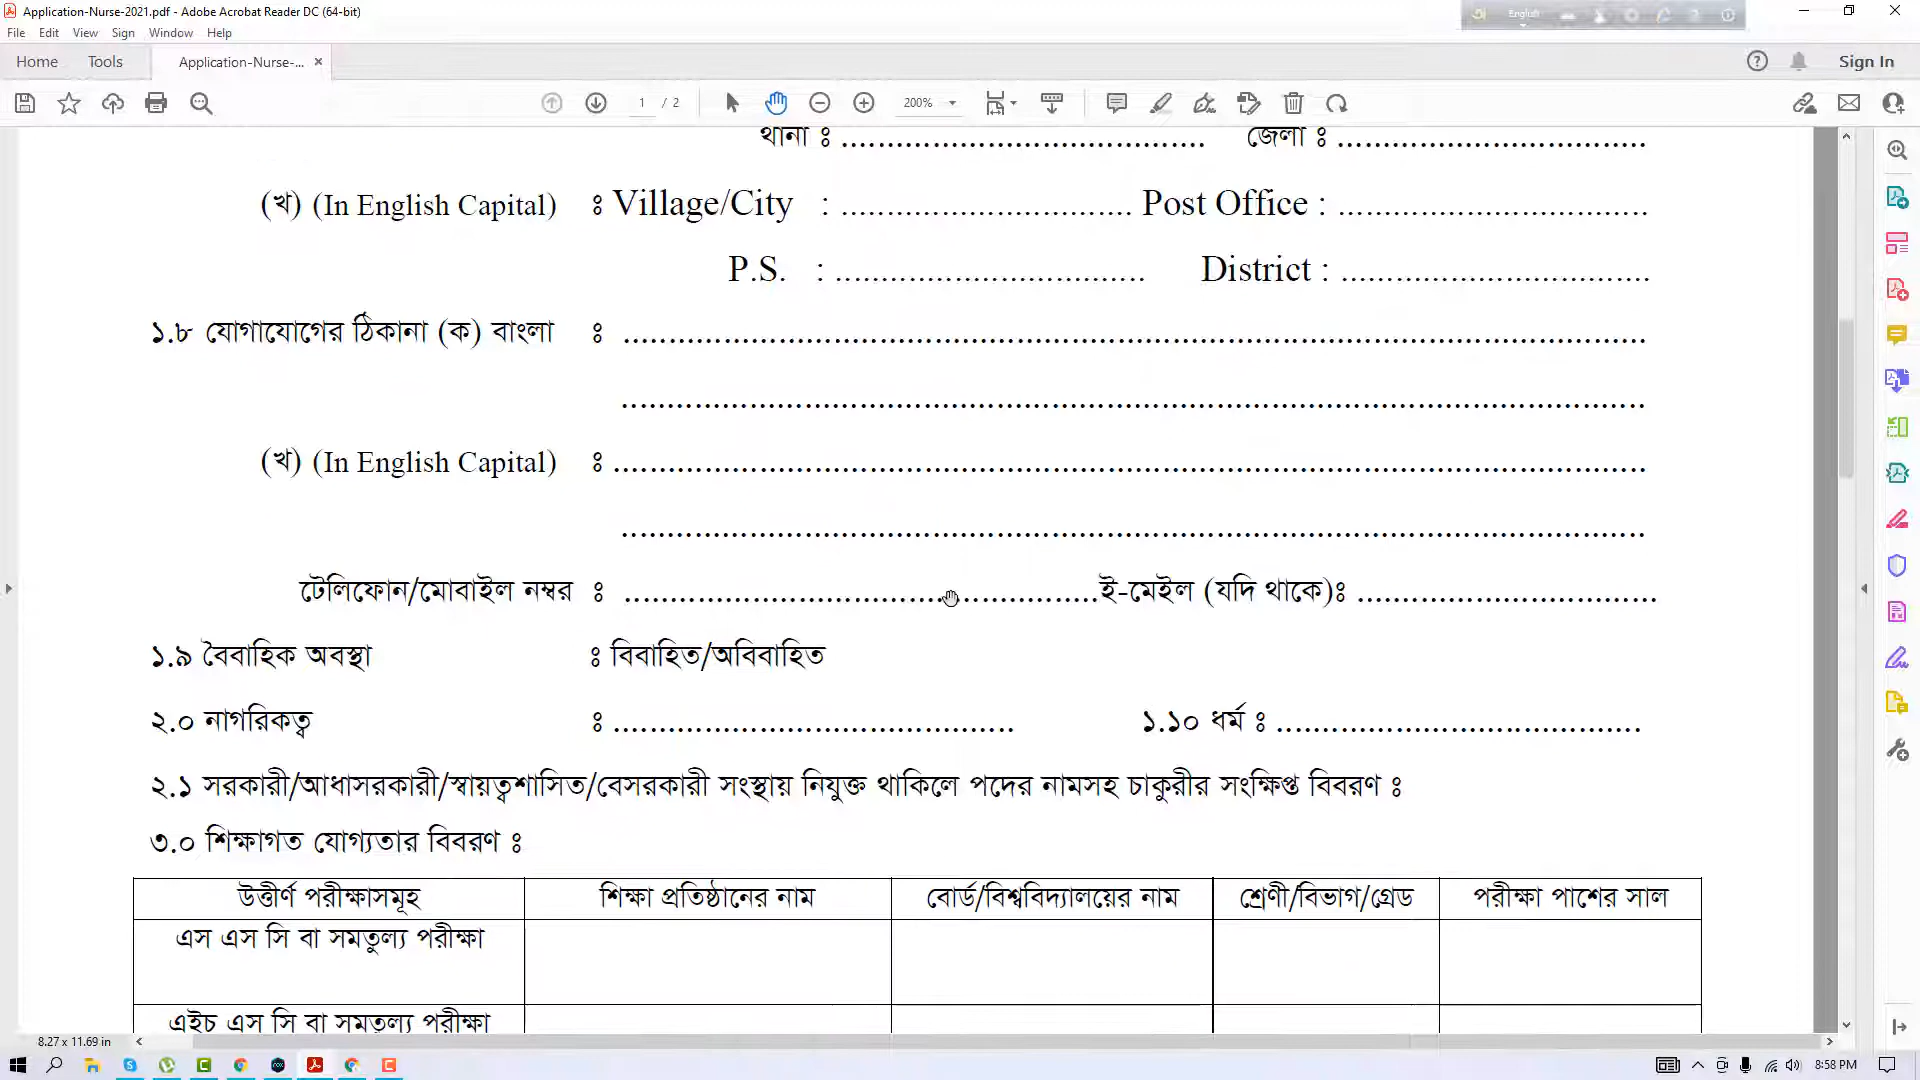 Application-Nurse-2021.pdf - Adobe Acrobat Reader DC (64-bit)
English
File Edit View Sign Window Help
Home Tools Application-Nurse-... × Sign In
1 / 2 200%
থানা ঃ ........................................ জেলা ঃ ..................................
(খ) (In English Capital) ঃ Village/City : ................................ Post Office : ..................................
P.S. : .................................. District : ..................................
১.৮ যোগাযোগের ঠিকানা (ক) বাংলা ঃ ................................................................................
................................................................................
(খ) (In English Capital) ঃ ................................................................................
................................................................................
টেলিফোন/মোবাইল নম্বর ঃ ....................................................ই-মেইল (যদি থাকে)ঃ .................................
১.৯ বৈবাহিক অবস্থা ঃ বিবাহিত/অবিবাহিত
২.০ নাগরিকত্ব ঃ ............................................ ১.১০ ধর্ম ঃ ........................................
২.১ সরকারী/আধাসরকারী/স্বায়ত্বশাসিত/বেসরকারী সংস্থায় নিযুক্ত থাকিলে পদের নামসহ চাকুরীর সংক্ষিপ্ত বিবরণ ঃ
৩.০ শিক্ষাগত যোগ্যতার বিবরণ ঃ
উত্তীর্ণ পরীক্ষাসমূহ শিক্ষা প্রতিষ্ঠানের নাম বোর্ড/বিশ্ববিদ্যালয়ের নাম শ্রেণী/বিভাগ/গ্রেড পরীক্ষা পাশের সাল
এস এস সি বা সমতুল্য পরীক্ষা
এইচ এস সি বা সমতুল্য পরীক্ষা
8.27 x 11.69 in
8:58 PM